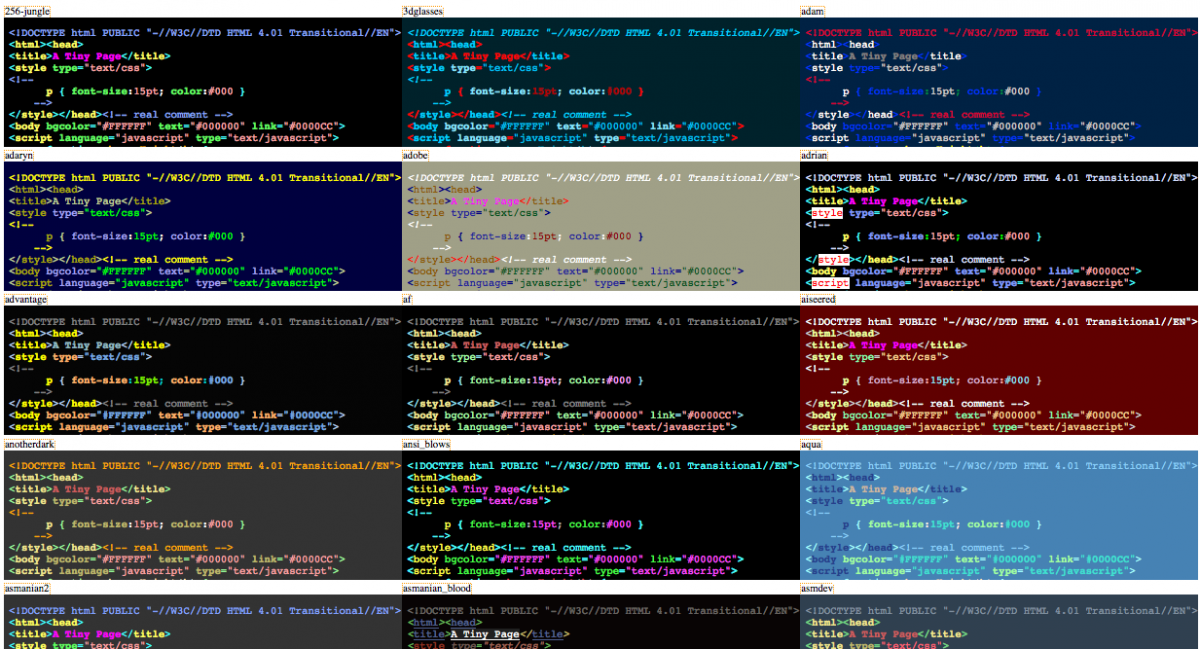 256-jungle
<!DOCTYPE html PUBLIC "-//W3C//DTD HTML 4.01 Transitional//EN">
<html><head>
<title>A Tiny Page</title>
<style type="text/css">
<!--
p { font-size:15pt; color:#000 }
-->
</style></head><!-- real comment -->
<body bgcolor="#FFFFFF" text="#000000" link="#0000CC">
<script language="javascript" type="text/javascript">
3dglasses
<!DOCTYPE html PUBLIC "-//W3C//DTD HTML 4.01 Transitional//EN">
<html><head>
<title>A Tiny Page</title>
<style type="text/css">
<!--
p { font-size:15pt; color:#000 }
-->
</style></head><!-- real comment -->
<body bgcolor="#FFFFFF" text="#000000" link="#0000CC">
<script language="javascript" type="text/javascript">
adam
<!DOCTYPE html PUBLIC "-//W3C//DTD HTML 4.01 Transitional//EN">
<html><head>
<title>A Tiny Page</title>
<style type="text/css">
<!--
p { font-size:15pt; color:#000 }
-->
</style></head><!-- real comment -->
<body bgcolor="#FFFFFF" text="#000000" link="#0000CC">
<script language="javascript" type="text/javascript">
adaryn
<!DOCTYPE html PUBLIC "-//W3C//DTD HTML 4.01 Transitional//EN">
<html><head>
<title>A Tiny Page</title>
<style type="text/css">
<!--
p { font-size:15pt; color:#000 }
-->
</style></head><!-- real comment -->
<body bgcolor="#FFFFFF" text="#000000" link="#0000CC">
<script language="javascript" type="text/javascript">
adobe
<!DOCTYPE html PUBLIC "-//W3C//DTD HTML 4.01 Transitional//EN">
<html><head>
<title>A Tiny Page</title>
<style type="text/css">
<!--
p { font-size:15pt; color:#000 }
-->
</style></head><!-- real comment -->
<body bgcolor="#FFFFFF" text="#000000" link="#0000CC">
<script language="javascript" type="text/javascript">
adrian
<!DOCTYPE html PUBLIC "-//W3C//DTD HTML 4.01 Transitional//EN">
<html><head>
<title>A Tiny Page</title>
<style type="text/css">
<!--
p { font-size:15pt; color:#000 }
-->
</style></head><!-- real comment -->
<body bgcolor="#FFFFFF" text="#000000" link="#0000CC">
<script language="javascript" type="text/javascript">
advantage
<!DOCTYPE html PUBLIC "-//W3C//DTD HTML 4.01 Transitional//EN">
<html><head>
<title>A Tiny Page</title>
<style type="text/css">
<!--
p { font-size:15pt; color:#000 }
-->
</style></head><!-- real comment -->
<body bgcolor="#FFFFFF" text="#000000" link="#0000CC">
<script language="javascript" type="text/javascript">
af
<!DOCTYPE html PUBLIC "-//W3C//DTD HTML 4.01 Transitional//EN">
<html><head>
<title>A Tiny Page</title>
<style type="text/css">
<!--
p { font-size:15pt; color:#000 }
-->
</style></head><!-- real comment -->
<body bgcolor="#FFFFFF" text="#000000" link="#0000CC">
<script language="javascript" type="text/javascript">
aiseered
<!DOCTYPE html PUBLIC "-//W3C//DTD HTML 4.01 Transitional//EN">
<html><head>
<title>A Tiny Page</title>
<style type="text/css">
<!--
p { font-size:15pt; color:#000 }
-->
</style></head><!-- real comment -->
<body bgcolor="#FFFFFF" text="#000000" link="#0000CC">
<script language="javascript" type="text/javascript">
anotherdark
<!DOCTYPE html PUBLIC "-//W3C//DTD HTML 4.01 Transitional//EN">
<html><head>
<title>A Tiny Page</title>
<style type="text/css">
<!--
p { font-size:15pt; color:#000 }
-->
</style></head><!-- real comment -->
<body bgcolor="#FFFFFF" text="#000000" link="#0000CC">
<script language="javascript" type="text/javascript">
ansi_blows
<!DOCTYPE html PUBLIC "-//W3C//DTD HTML 4.01 Transitional//EN">
<html><head>
<title>A Tiny Page</title>
<style type="text/css">
<!--
p { font-size:15pt; color:#000 }
-->
</style></head><!-- real comment -->
<body bgcolor="#FFFFFF" text="#000000" link="#0000CC">
<script language="javascript" type="text/javascript">
aqua
<!DOCTYPE html PUBLIC "-//W3C//DTD HTML 4.01 Transitional//EN">
<html><head>
<title>A Tiny Page</title>
<style type="text/css">
<!--
p { font-size:15pt; color:#000 }
-->
</style></head><!-- real comment -->
<body bgcolor="#FFFFFF" text="#000000" link="#0000CC">
<script language="javascript" type="text/javascript">
asmanian2
<!DOCTYPE html PUBLIC "-//W3C//DTD HTML 4.01 Transitional//EN">
<html><head>
<title>A Tiny Page</title>
<style type="text/css">
asmanian_blood
<!DOCTYPE html PUBLIC "-//W3C//DTD HTML 4.01 Transitional//EN">
<html><head>
<title>A Tiny Page</title>
<style type="text/css">
asmdev
<!DOCTYPE html PUBLIC "-//W3C//DTD HTML 4.01 Transitional//EN">
<html><head>
<title>A Tiny Page</title>
<style type="text/css">